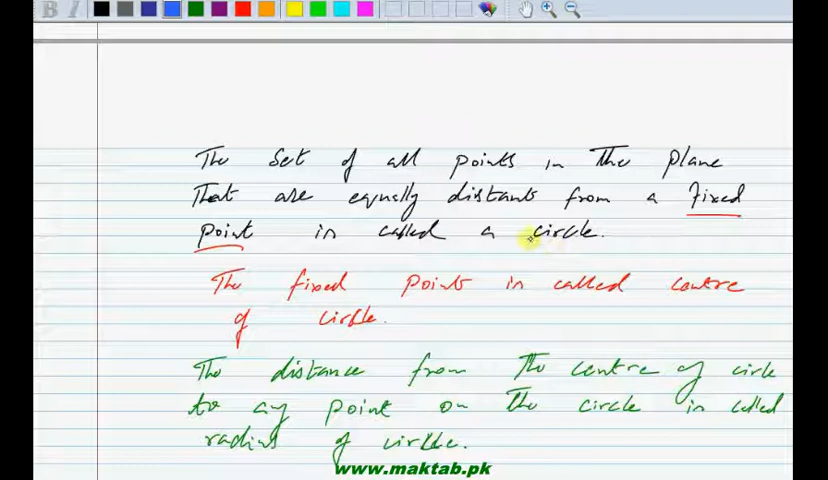 B I
The set of all points in the plane
that are equally distants from a fixed
point is called a circle.
The fixed point is called centre
of circle.
The distance from the centre of circle
to any point on the circle is called
radius of circle.
www.maktab.pk